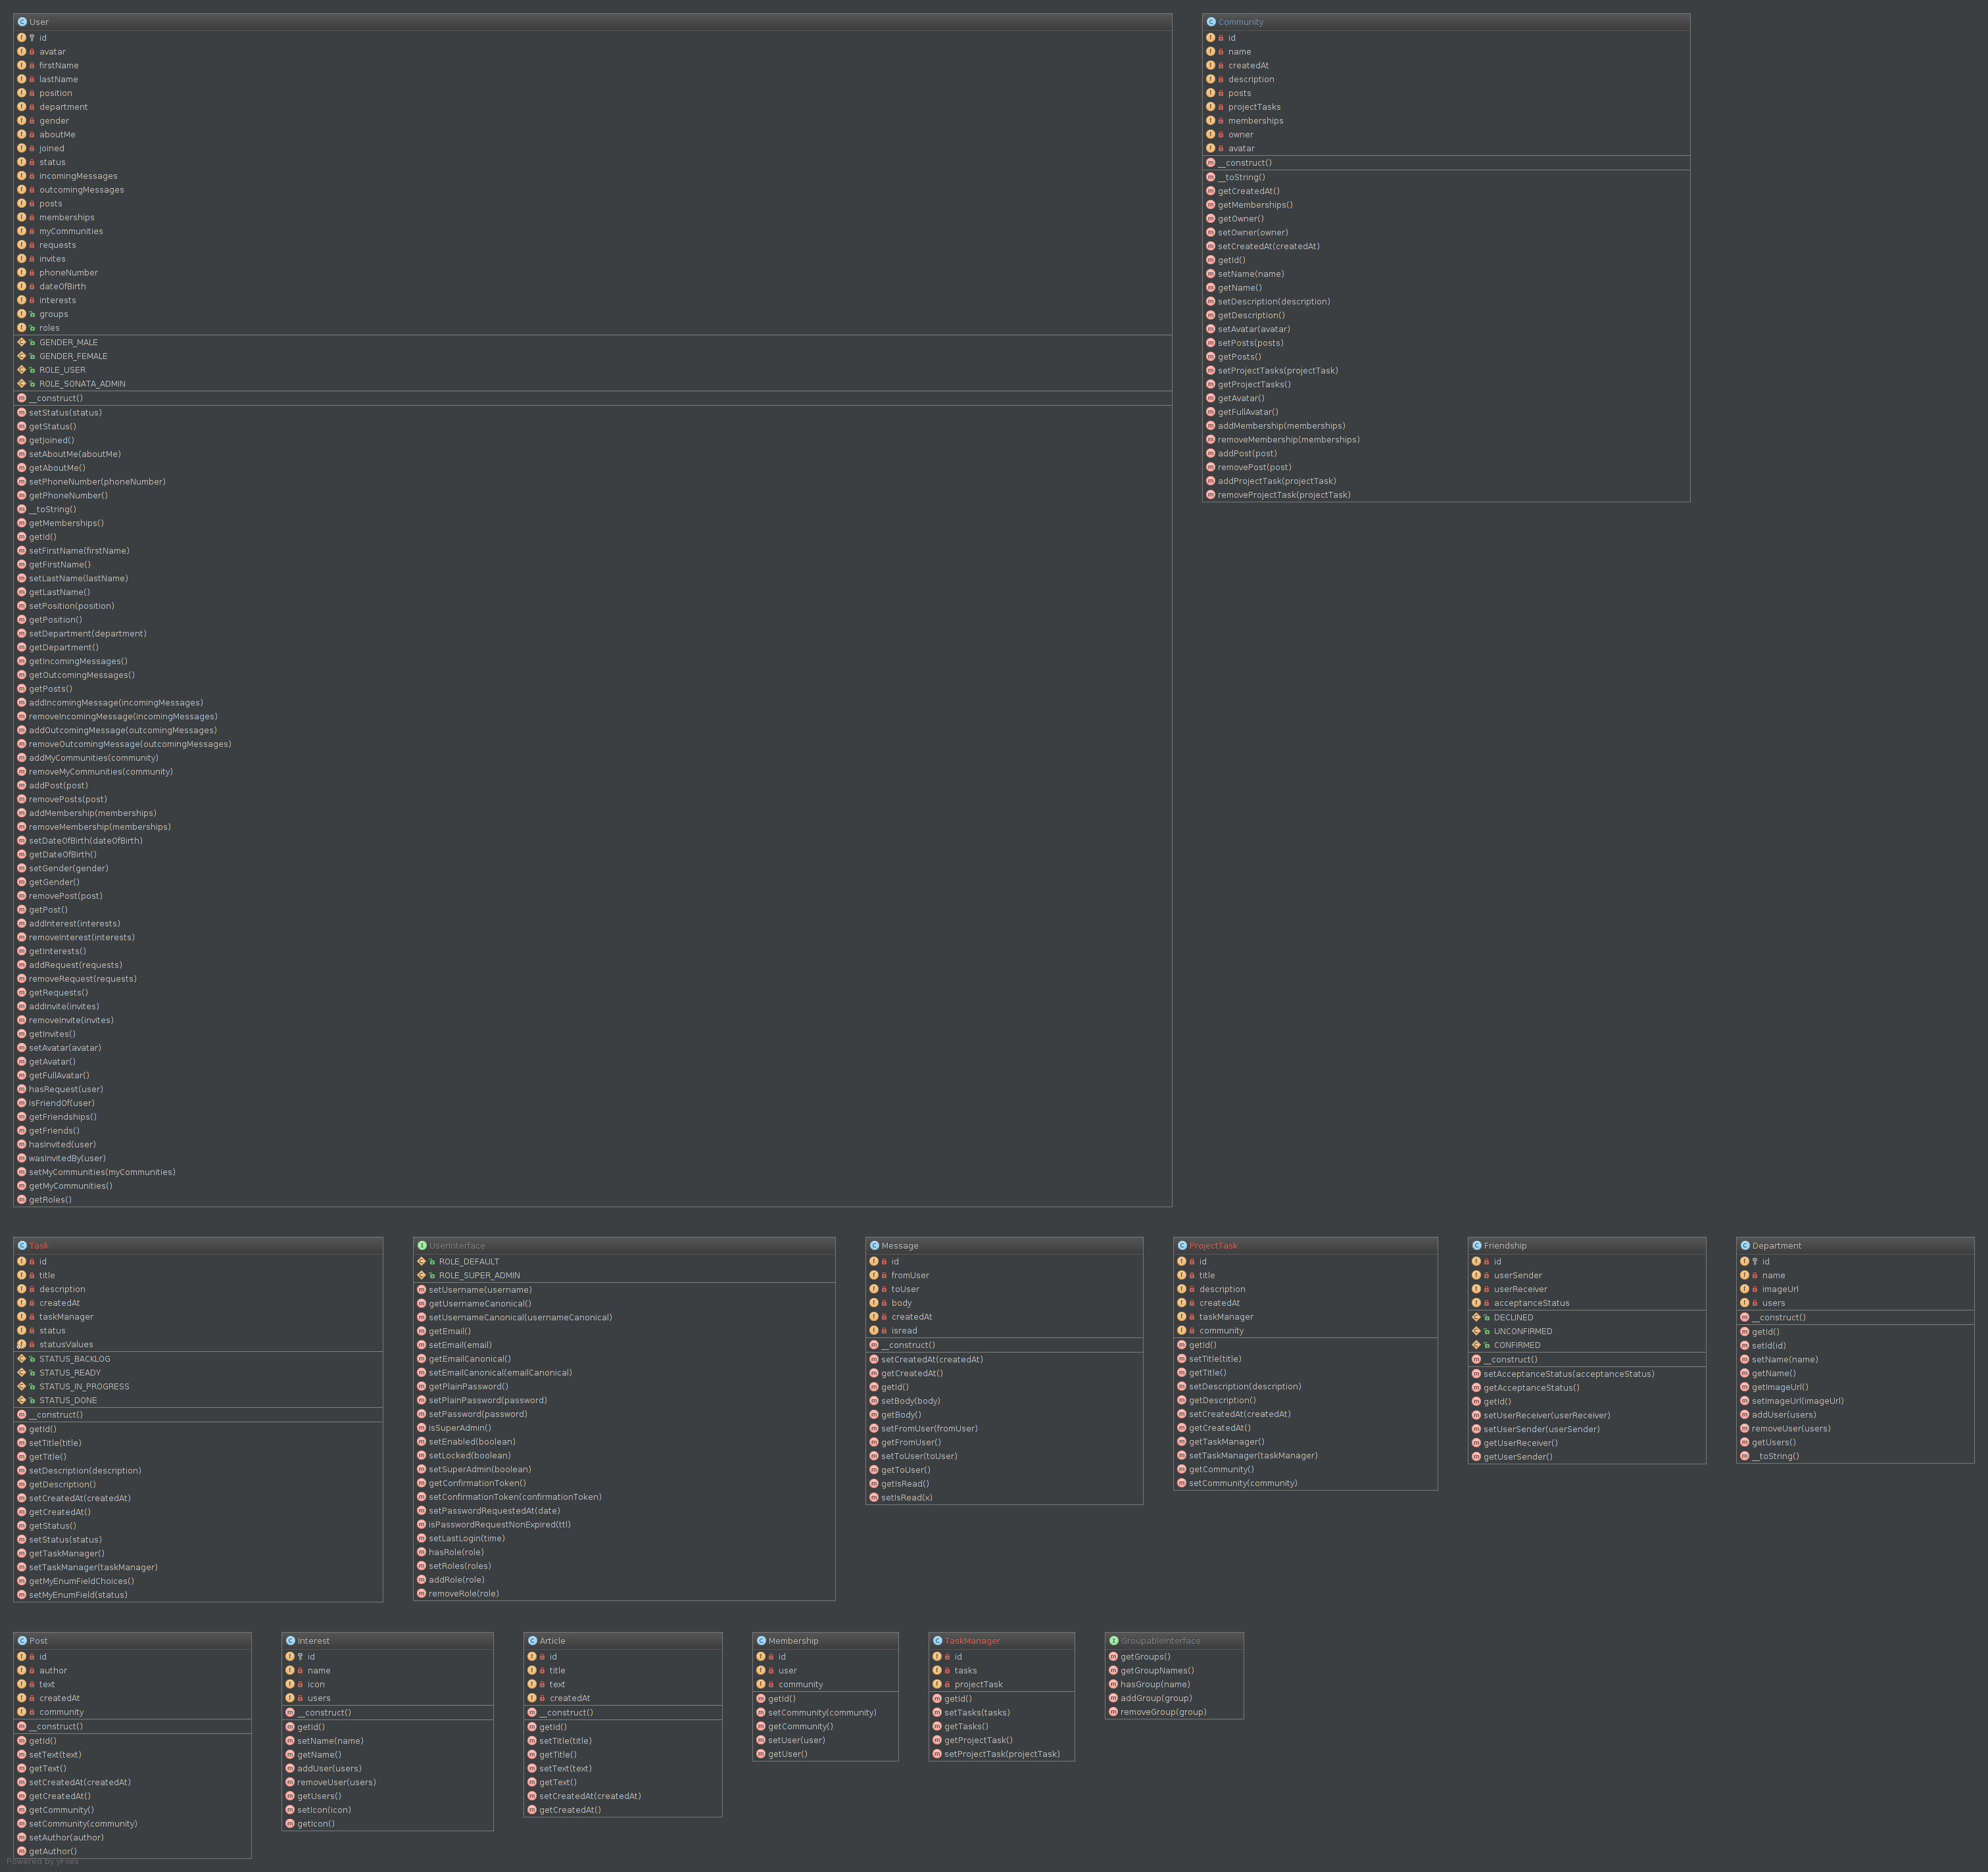 User
id
avatar
firstName
lastName
position
department
gender
aboutMe
joined
status
incomingMessages
outcomingMessages
posts
memberships
myCommunities
requests
invites
phoneNumber
dateOfBirth
interests
groups
roles
GENDER_MALE
GENDER_FEMALE
ROLE_USER
ROLE_SONATA_ADMIN
__construct()
setStatus(status)
getStatus()
getJoined()
setAboutMe(aboutMe)
getAboutMe()
setPhoneNumber(phoneNumber)
getPhoneNumber()
__toString()
getMemberships()
getId()
setFirstName(firstName)
getFirstName()
setLastName(lastName)
getLastName()
setPosition(position)
getPosition()
setDepartment(department)
getDepartment()
getIncomingMessages()
getOutcomingMessages()
getPosts()
addIncomingMessage(incomingMessages)
removeIncomingMessage(incomingMessages)
addOutcomingMessage(outcomingMessages)
removeOutcomingMessage(outcomingMessages)
addMyCommunities(community)
removeMyCommunities(community)
addPost(post)
removePosts(post)
addMembership(memberships)
removeMembership(memberships)
setDateOfBirth(dateOfBirth)
getDateOfBirth()
setGender(gender)
getGender()
removePost(post)
getPost()
addInterest(interests)
removeInterest(interests)
getInterests()
addRequest(requests)
removeRequest(requests)
getRequests()
addInvite(invites)
removeInvite(invites)
getInvites()
setAvatar(avatar)
getAvatar()
getFullAvatar()
hasRequest(user)
isFriendOf(user)
getFriendships()
getFriends()
hasInvited(user)
wasInvitedBy(user)
setMyCommunities(myCommunities)
getMyCommunities()
getRoles()
Community
id
name
createdAt
description
posts
projectTasks
memberships
owner
avatar
__construct()
__toString()
getCreatedAt()
getMemberships()
getOwner()
setOwner(owner)
setCreatedAt(createdAt)
getId()
setName(name)
getName()
setDescription(description)
getDescription()
setAvatar(avatar)
setPosts(posts)
getPosts()
setProjectTasks(projectTask)
getProjectTasks()
getAvatar()
getFullAvatar()
addMembership(memberships)
removeMembership(memberships)
addPost(post)
removePost(post)
addProjectTask(projectTask)
removeProjectTask(projectTask)
Task
id
title
description
createdAt
taskManager
status
statusValues
STATUS_BACKLOG
STATUS_READY
STATUS_IN_PROGRESS
STATUS_DONE
__construct()
getId()
setTitle(title)
getTitle()
setDescription(description)
getDescription()
setCreatedAt(createdAt)
getCreatedAt()
getStatus()
setStatus(status)
getTaskManager()
setTaskManager(taskManager)
getMyEnumFieldChoices()
setMyEnumField(status)
UserInterface
ROLE_DEFAULT
ROLE_SUPER_ADMIN
setUsername(username)
getUsernameCanonical()
setUsernameCanonical(usernameCanonical)
getEmail()
setEmail(email)
getEmailCanonical()
setEmailCanonical(emailCanonical)
getPlainPassword()
setPlainPassword(password)
setPassword(password)
isSuperAdmin()
setEnabled(boolean)
setLocked(boolean)
setSuperAdmin(boolean)
getConfirmationToken()
setConfirmationToken(confirmationToken)
setPasswordRequestedAt(date)
isPasswordRequestNonExpired(ttl)
setLastLogin(time)
hasRole(role)
setRoles(roles)
addRole(role)
removeRole(role)
Message
id
fromUser
toUser
body
createdAt
isread
__construct()
setCreatedAt(createdAt)
getCreatedAt()
getId()
setBody(body)
getBody()
setFromUser(fromUser)
getFromUser()
setToUser(toUser)
getToUser()
getIsRead()
setIsRead(x)
ProjectTask
id
title
description
createdAt
taskManager
community
getId()
setTitle(title)
getTitle()
setDescription(description)
getDescription()
setCreatedAt(createdAt)
getCreatedAt()
getTaskManager()
setTaskManager(taskManager)
getCommunity()
setCommunity(community)
Friendship
id
userSender
userReceiver
acceptanceStatus
DECLINED
UNCONFIRMED
CONFIRMED
__construct()
setAcceptanceStatus(acceptanceStatus)
getAcceptanceStatus()
getId()
setUserReceiver(userReceiver)
setUserSender(userSender)
getUserReceiver()
getUserSender()
Department
id
name
imageUrl
users
__construct()
getId()
setId(id)
setName(name)
getName()
getImageUrl()
setImageUrl(imageUrl)
addUser(users)
removeUser(users)
getUsers()
__toString()
Post
id
author
text
createdAt
community
__construct()
getId()
setText(text)
getText()
setCreatedAt(createdAt)
getCreatedAt()
getCommunity()
setCommunity(community)
setAuthor(author)
getAuthor()
Interest
id
name
icon
users
__construct()
getId()
setName(name)
getName()
addUser(users)
removeUser(users)
getUsers()
setIcon(icon)
getIcon()
Article
id
title
text
createdAt
__construct()
getId()
setTitle(title)
getTitle()
setText(text)
getText()
setCreatedAt(createdAt)
getCreatedAt()
Membership
id
user
community
getId()
setCommunity(community)
getCommunity()
setUser(user)
getUser()
TaskManager
id
tasks
projectTask
getId()
setTasks(tasks)
getTasks()
getProjectTask()
setProjectTask(projectTask)
GroupableInterface
getGroups()
getGroupNames()
hasGroup(name)
addGroup(group)
removeGroup(group)
Powered by yFiles